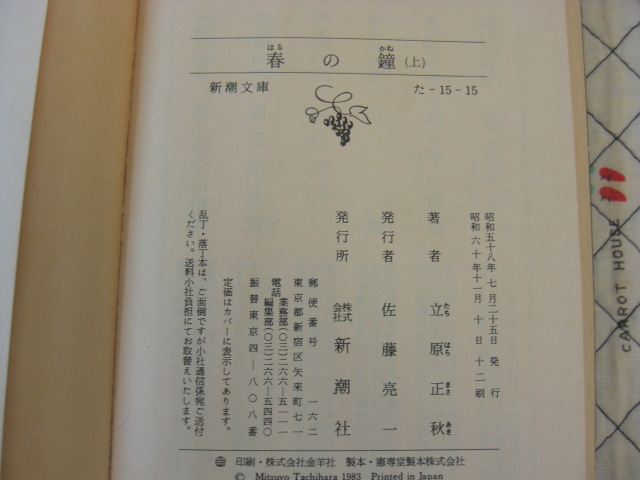 春の鐘(上)
はる
かね
新潮文庫
た-15-15
昭和五十八年七月二十五日 発行
昭和六十年十一月 十日 十二刷
著者 立原正秋
たち はら まさ あき
発行者 佐藤亮一
発行所 株式会社 新潮社
郵便番号 一六二
東京都新宿区矢来町七一
電話 業務部(〇三)二六六—五一一一
編集部(〇三)二六六—五四四〇
振替東京四—八〇八番
定価はカバーに表示してあります。
乱丁・落丁本は、ご面倒ですが小社通信係宛ご送付
ください。送料小社負担にてお取替えいたします。
印刷・株式会社金羊社 製本・憲専堂製本株式会社
© Mitsuyo Tachihara 1983 Printed in Japan
CARROT HOUSE